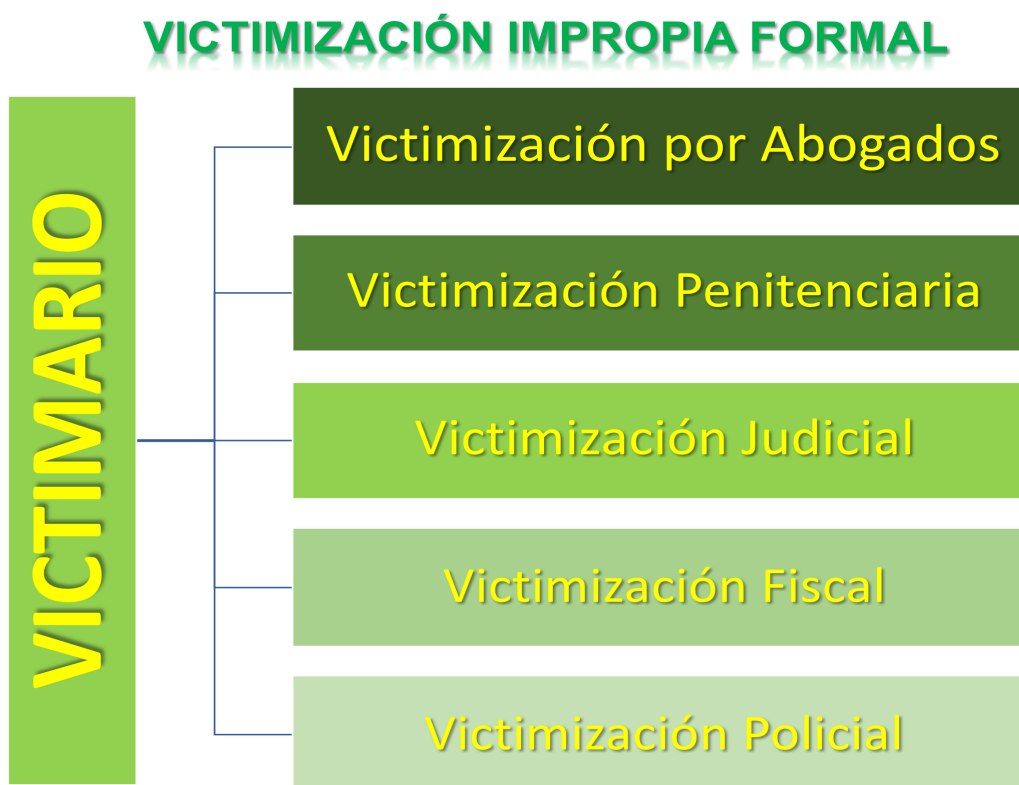 VICTIMIZACIÓN IMPROPIA FORMAL
VICTIMARIO
Victimización por Abogados
Victimización Penitenciaria
Victimización Judicial
Victimización Fiscal
Victimización Policial